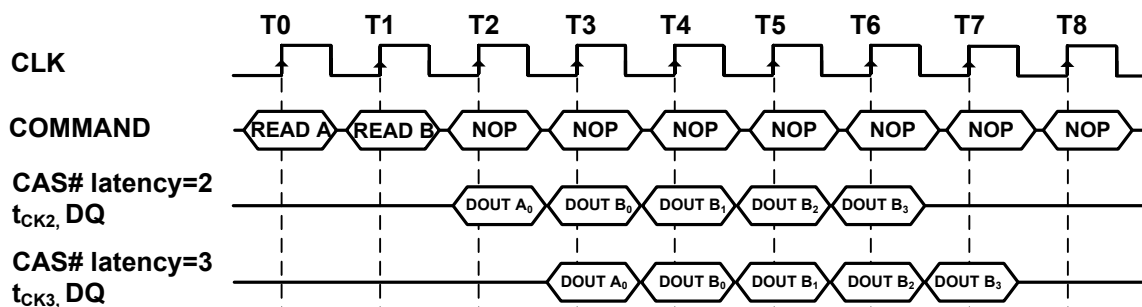 T0 T1 T2 T3 T4 T5 T6 T7 T8
CLK
COMMAND READ A READ B NOP NOP NOP NOP NOP NOP NOP
CAS# latency=2
tCK2, DQ DOUT A0 DOUT B0 DOUT B1 DOUT B2 DOUT B3
CAS# latency=3
tCK3, DQ DOUT A0 DOUT B0 DOUT B1 DOUT B2 DOUT B3